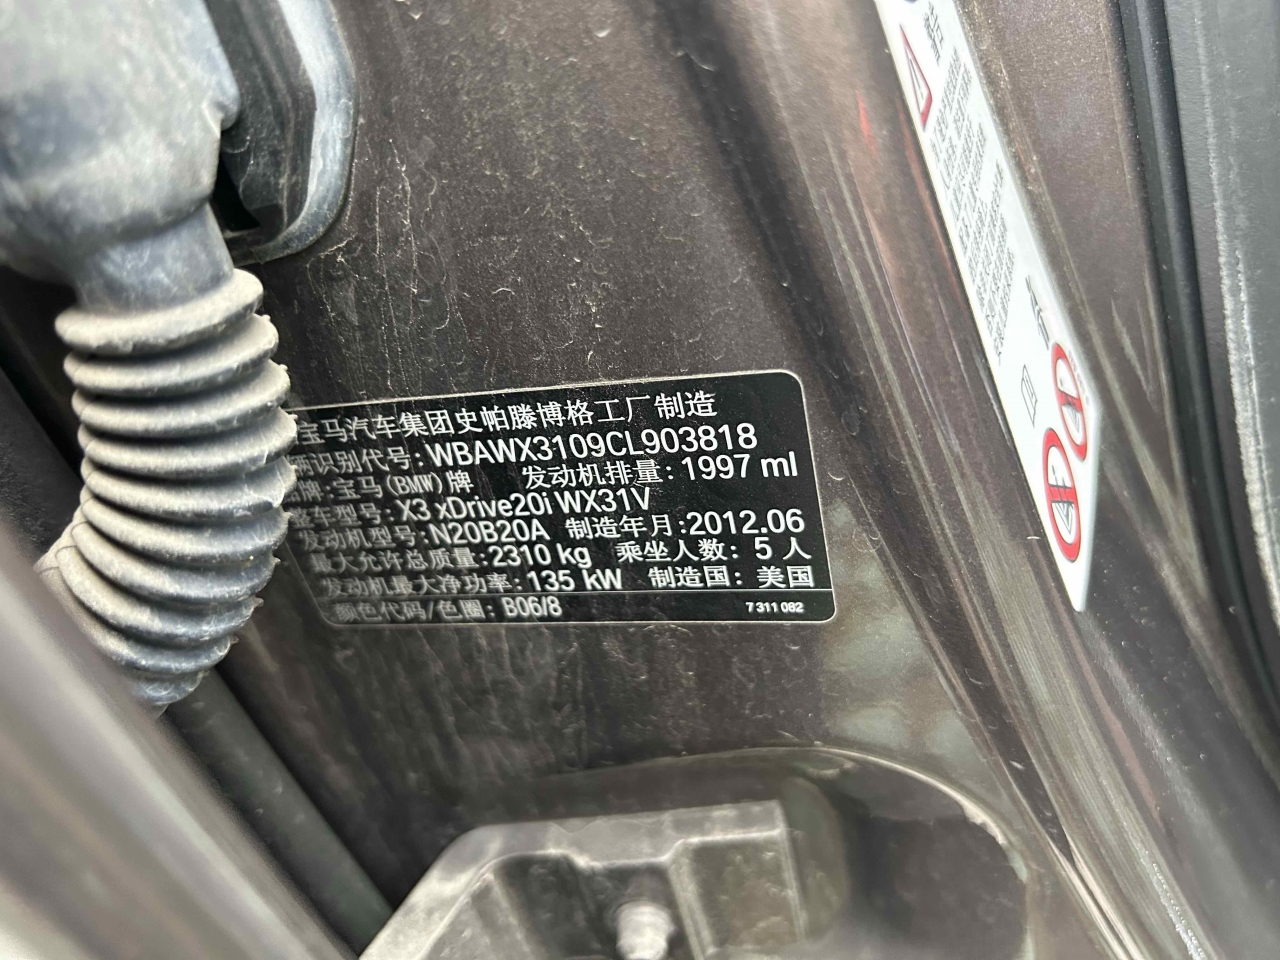 宝马汽车集团史帕滕博格工厂制造
车辆识别代号: WBAWX3109CL903818
品牌: 宝马(BMW)牌 发动机排量: 1997 ml
整车型号: X3 xDrive20i WX31V
发动机型号: N20B20A 制造年月: 2012.06
最大允许总质量: 2310 kg 乘坐人数: 5 人
发动机最大净功率: 135 kW 制造国: 美国
颜色代码/色圈: B06/8 7 311 082